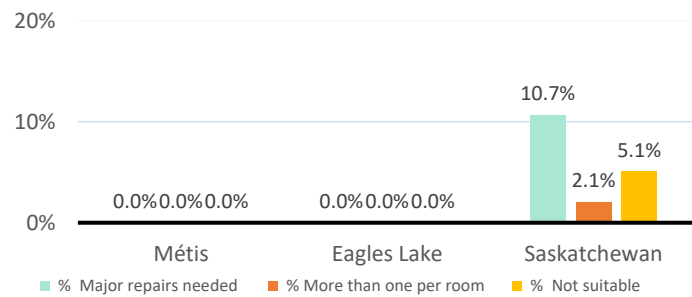 20%
10.7%
10%
5.1%
2.1%
0.0% 0.0% 0.0% 0.0% 0.0% 0.0%
0%
Métis Eagles Lake Saskatchewan
% Major repairs needed % More than one per room % Not suitable